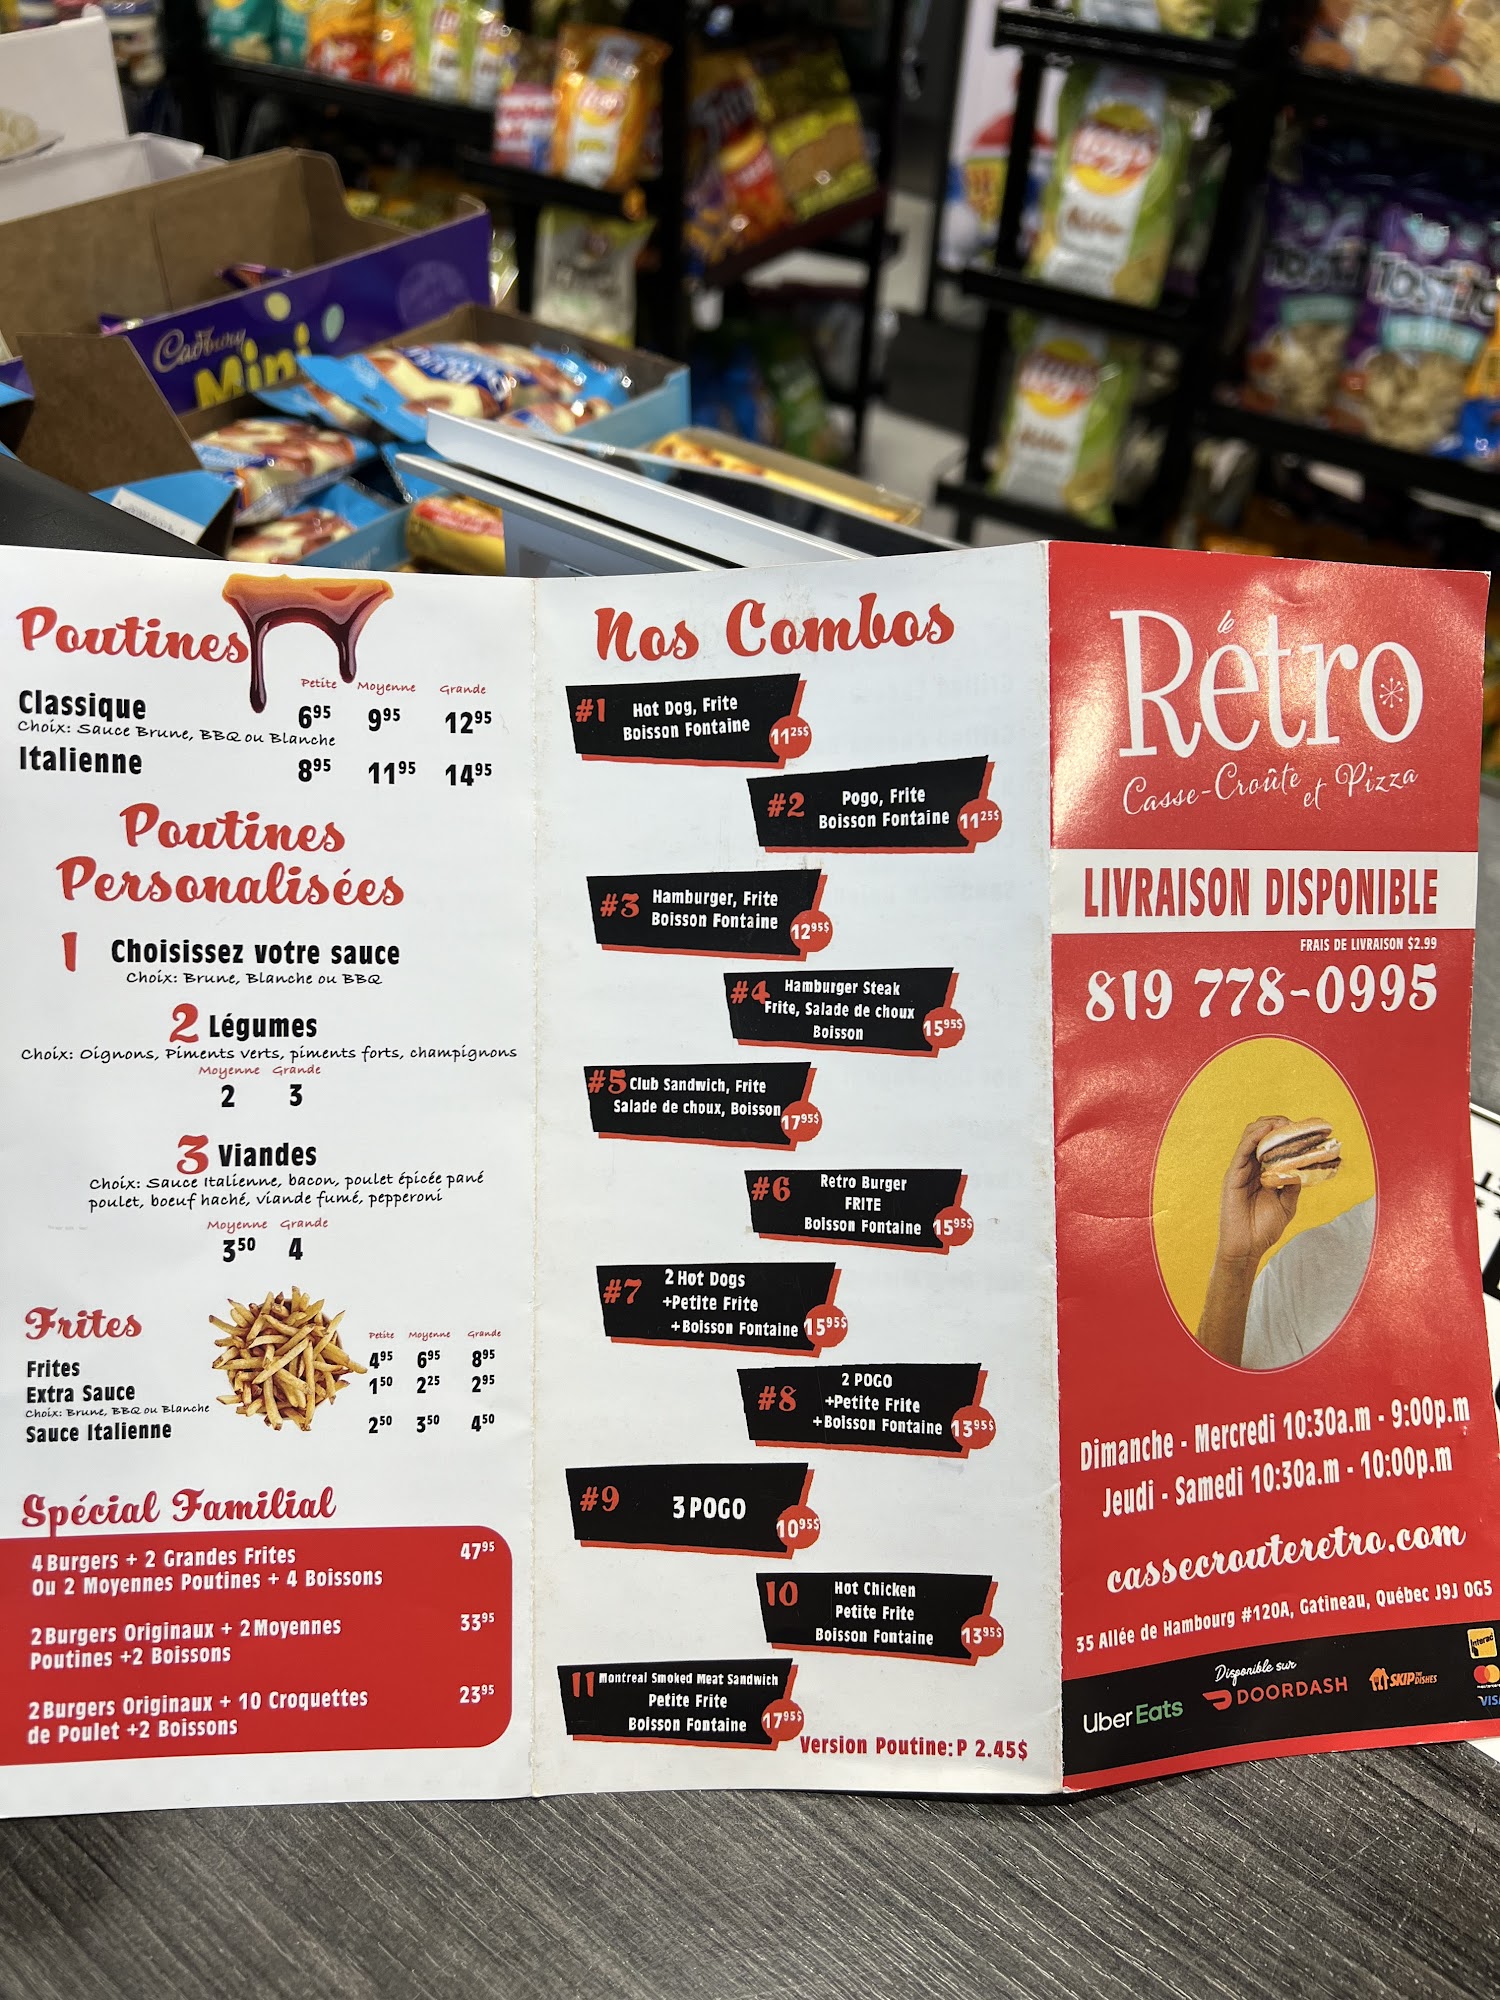 Cadbury
Mini
Lay's
Lay's
Lay's
TOSTITOS
Poutines
Petite Moyenne Grande
Classique 6⁹⁵ 9⁹⁵ 12⁹⁵
Choix: Sauce Brune, BBQ ou Blanche
Italienne 8⁹⁵ 11⁹⁵ 14⁹⁵
Poutines
Personalisées
1 Choisissez votre sauce
Choix: Brune, Blanche ou BBQ
2 Légumes
Choix: Oignons, Piments verts, piments forts, champignons
Moyenne Grande
2 3
3 Viandes
Choix: Sauce Italienne, bacon, poulet épicée pané
poulet, boeuf haché, viande fumé, pepperoni
Moyenne Grande
3⁵⁰ 4
Frites
Petite Moyenne Grande
Frites 4⁹⁵ 6⁹⁵ 8⁹⁵
Extra Sauce 1⁵⁰ 2²⁵ 2⁹⁵
Choix: Brune, BBQ ou Blanche
Sauce Italienne 2⁵⁰ 3⁵⁰ 4⁵⁰
Spécial Familial
4 Burgers + 2 Grandes Frites 47⁹⁵
Ou 2 Moyennes Poutines + 4 Boissons
2 Burgers Originaux + 2 Moyennes 33⁹⁵
Poutines +2 Boissons
2 Burgers Originaux + 10 Croquettes 23⁹⁵
de Poulet +2 Boissons
Nos Combos
#1 Hot Dog, Frite
Boisson Fontaine 11²⁵$
#2 Pogo, Frite
Boisson Fontaine 11²⁵$
#3 Hamburger, Frite
Boisson Fontaine 12⁹⁵$
#4 Hamburger Steak
Frite, Salade de choux
Boisson 15⁹⁵$
#5 Club Sandwich, Frite
Salade de choux, Boisson 17⁹⁵$
#6 Retro Burger
FRITE
Boisson Fontaine 15⁹⁵$
#7 2 Hot Dogs
+Petite Frite
+Boisson Fontaine 15⁹⁵$
#8 2 POGO
+Petite Frite
+Boisson Fontaine 13⁹⁵$
#9 3 POGO 10⁹⁵$
10 Hot Chicken
Petite Frite
Boisson Fontaine 13⁹⁵$
11 Montreal Smoked Meat Sandwich
Petite Frite
Boisson Fontaine 17⁹⁵$
Version Poutine: P 2.45$
le
Rétro
Casse-Croûte
et Pizza
LIVRAISON DISPONIBLE
FRAIS DE LIVRAISON $2.99
819 778-0995
Dimanche - Mercredi 10:30a.m - 9:00p.m
Jeudi - Samedi 10:30a.m - 10:00p.m
cassecrouteretro.com
35 Allée de Hambourg #120A, Gatineau, Québec J9J 0G5
Disponible sur
Uber Eats DOORDASH SKIP THE DISHES
Interac
mastercard
VISA